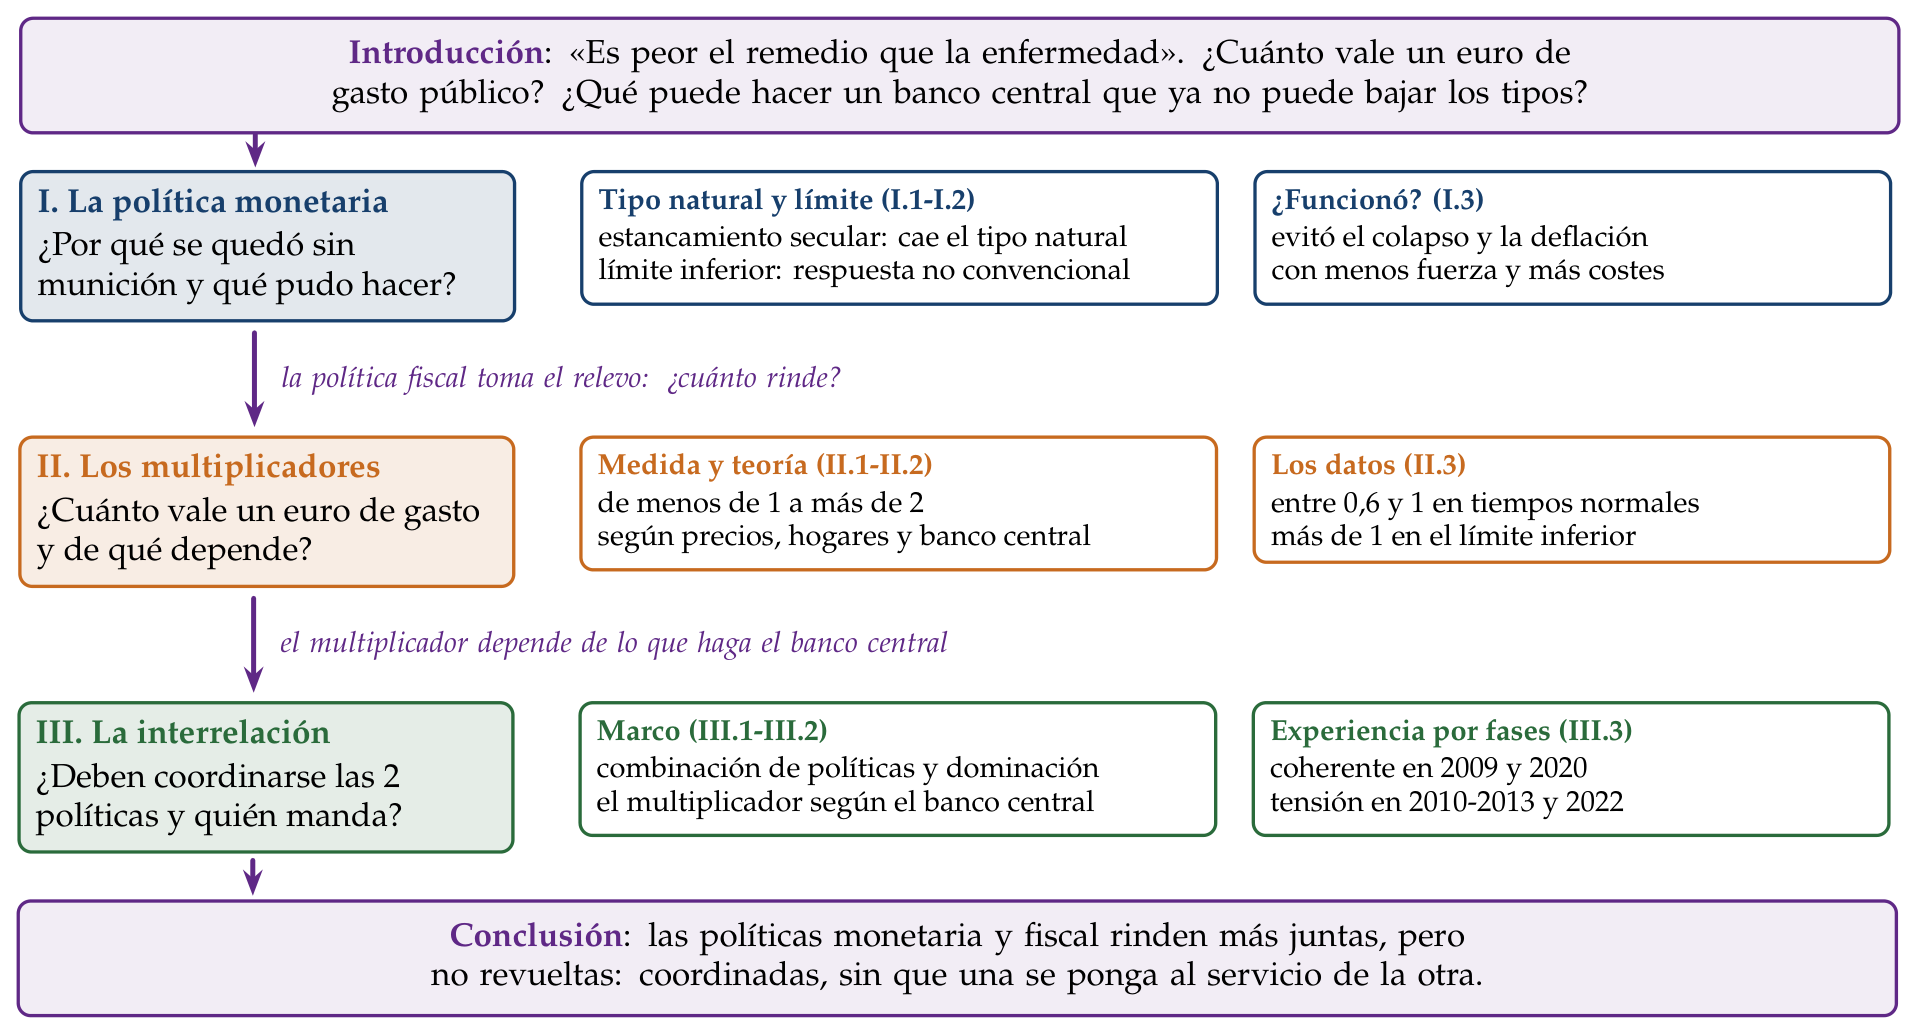 Introducción: «Es peor el remedio que la enfermedad». ¿Cuánto vale un euro de
gasto público? ¿Qué puede hacer un banco central que ya no puede bajar los tipos?
I. La política monetaria
¿Por qué se quedó sin
munición y qué pudo hacer?
Tipo natural y límite (I.1-I.2)
estancamiento secular: cae el tipo natural
límite inferior: respuesta no convencional
¿Funcionó? (I.3)
evitó el colapso y la deflación
con menos fuerza y más costes
la política fiscal toma el relevo: ¿cuánto rinde?
II. Los multiplicadores
¿Cuánto vale un euro de gasto
y de qué depende?
Medida y teoría (II.1-II.2)
de menos de 1 a más de 2
según precios, hogares y banco central
Los datos (II.3)
entre 0,6 y 1 en tiempos normales
más de 1 en el límite inferior
el multiplicador depende de lo que haga el banco central
III. La interrelación
¿Deben coordinarse las 2
políticas y quién manda?
Marco (III.1-III.2)
combinación de políticas y dominación
el multiplicador según el banco central
Experiencia por fases (III.3)
coherente en 2009 y 2020
tensión en 2010-2013 y 2022
Conclusión: las políticas monetaria y fiscal rinden más juntas, pero
no revueltas: coordinadas, sin que una se ponga al servicio de la otra.